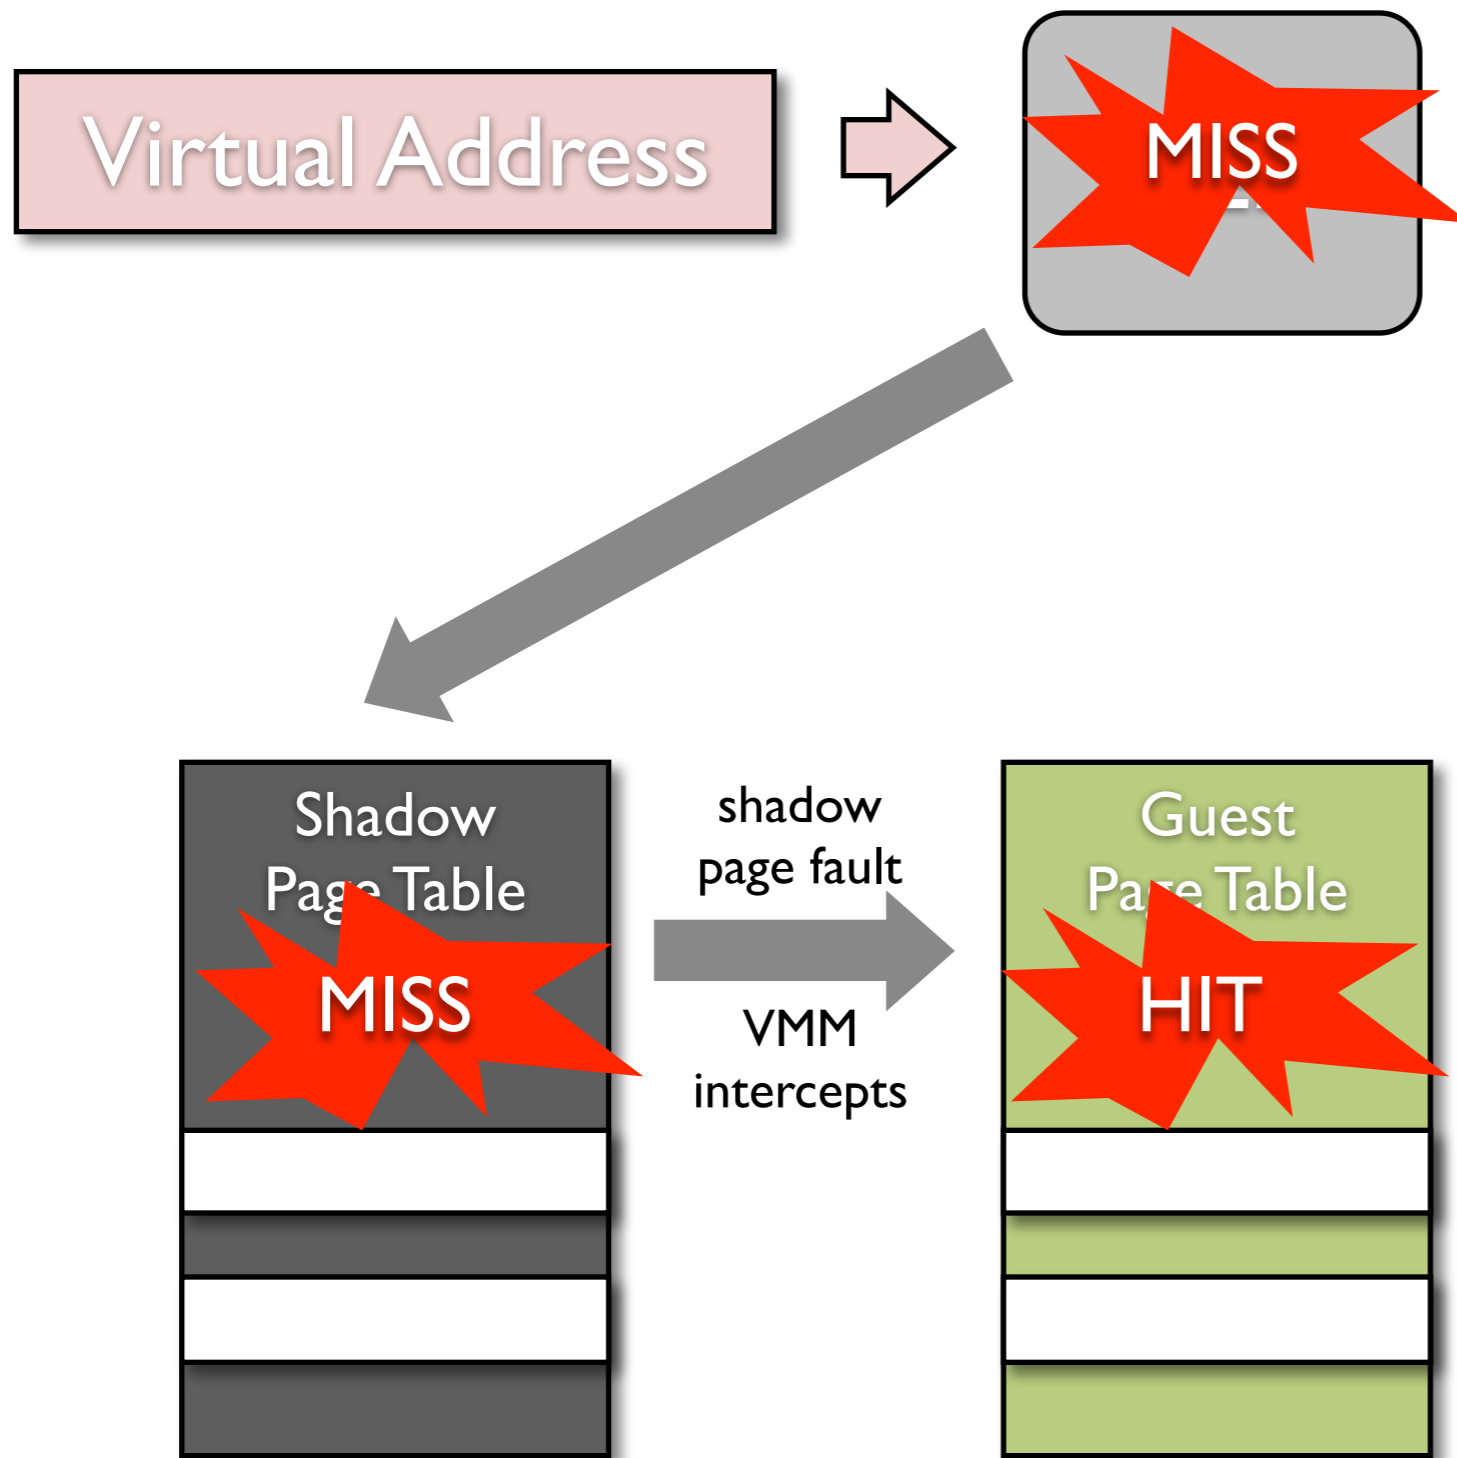 Virtual Address
MISS
Shadow
Page Table
MISS
shadow
page fault
VMM
intercepts
Guest
Page Table
HIT